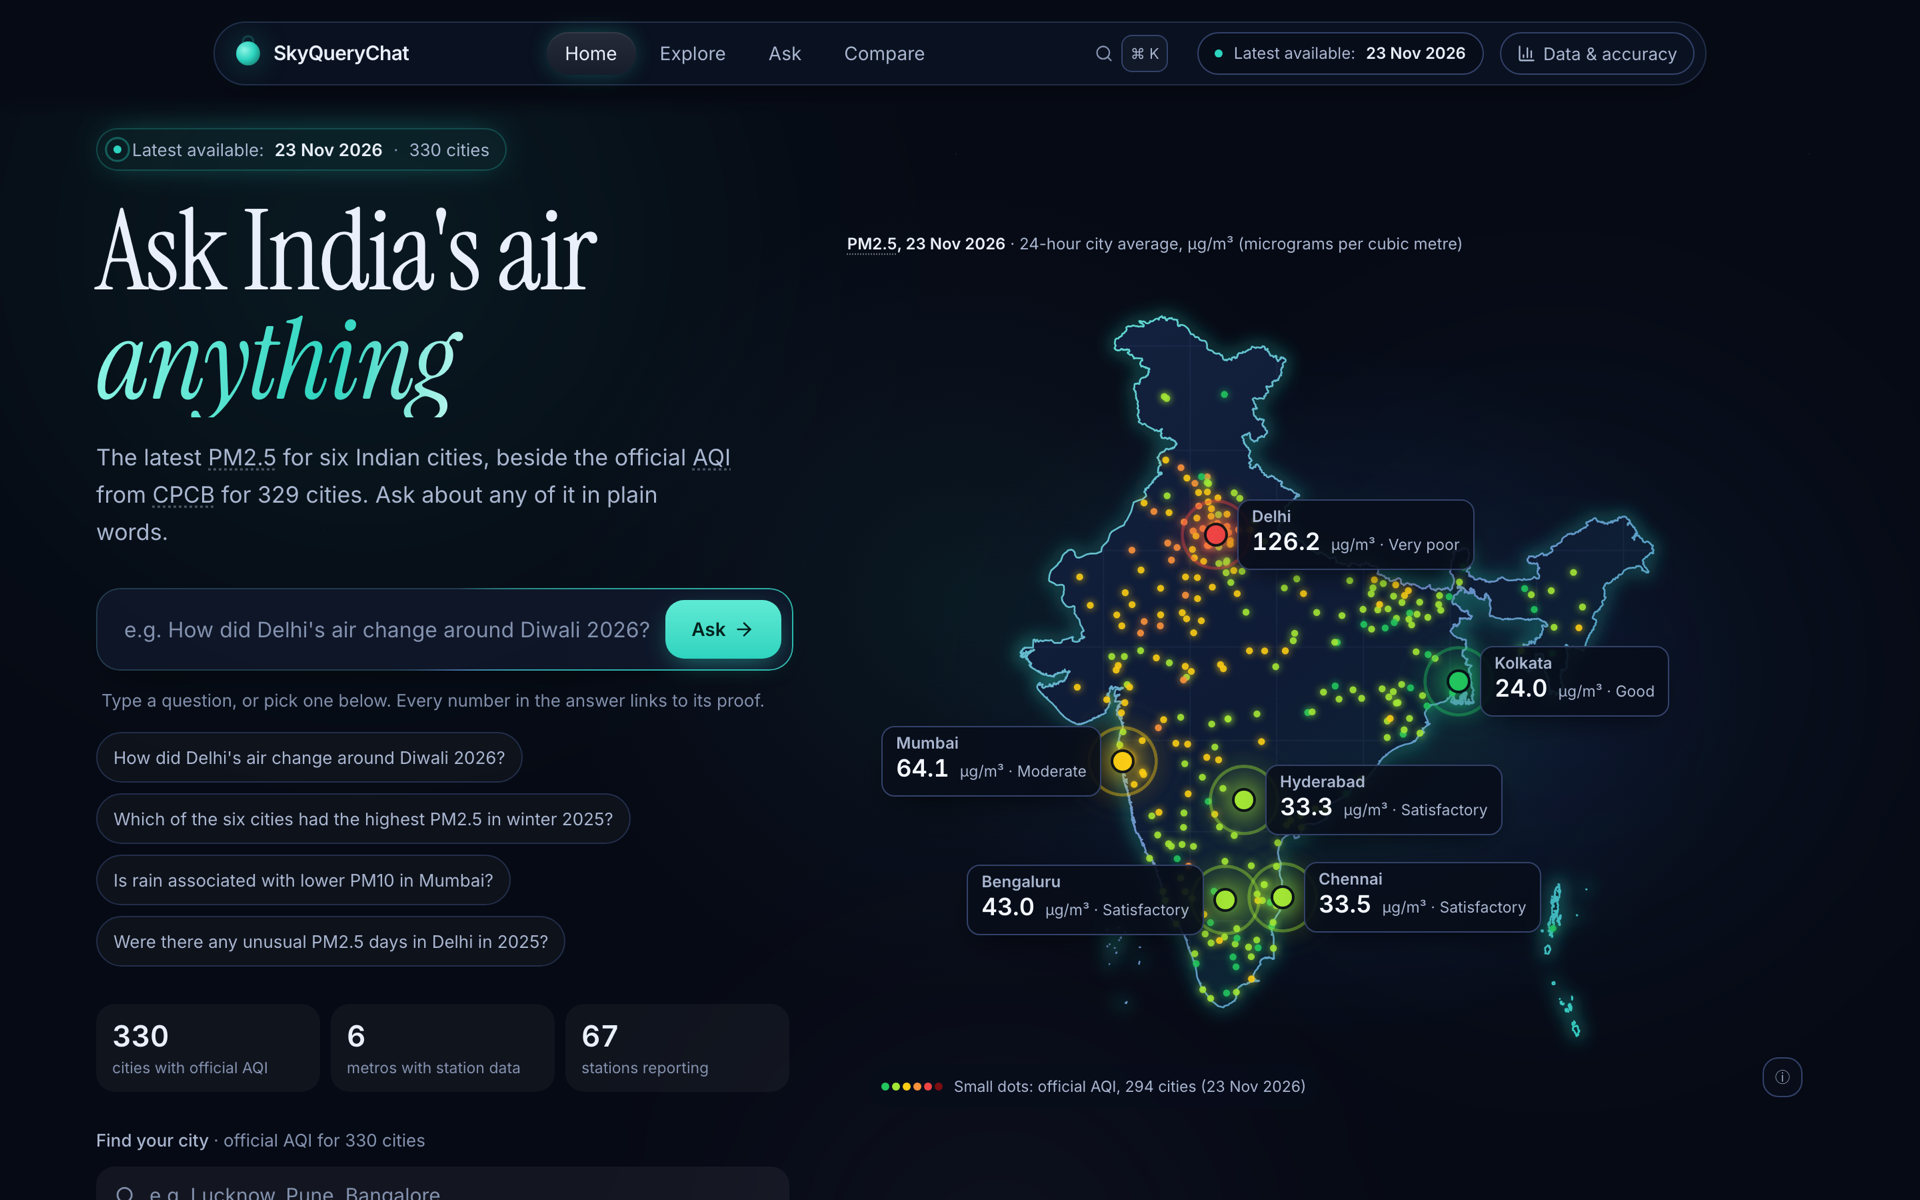 SkyQueryChat
Home
Explore
Ask
Compare
⌘ K
Latest available: 23 Nov 2026
Data & accuracy
Latest available: 23 Nov 2026 · 330 cities
Ask India's air
anything
The latest PM2.5 for six Indian cities, beside the official AQI
from CPCB for 329 cities. Ask about any of it in plain
words.
e.g. How did Delhi's air change around Diwali 2026?
Ask →
Type a question, or pick one below. Every number in the answer links to its proof.
How did Delhi's air change around Diwali 2026?
Which of the six cities had the highest PM2.5 in winter 2025?
Is rain associated with lower PM10 in Mumbai?
Were there any unusual PM2.5 days in Delhi in 2025?
330
cities with official AQI
6
metros with station data
67
stations reporting
Find your city · official AQI for 330 cities
e.g. Lucknow, Pune, Bangalore
PM2.5, 23 Nov 2026 · 24-hour city average, µg/m³ (micrograms per cubic metre)
Delhi
126.2 µg/m³ · Very poor
Kolkata
24.0 µg/m³ · Good
Mumbai
64.1 µg/m³ · Moderate
Hyderabad
33.3 µg/m³ · Satisfactory
Bengaluru
43.0 µg/m³ · Satisfactory
Chennai
33.5 µg/m³ · Satisfactory
Small dots: official AQI, 294 cities (23 Nov 2026)